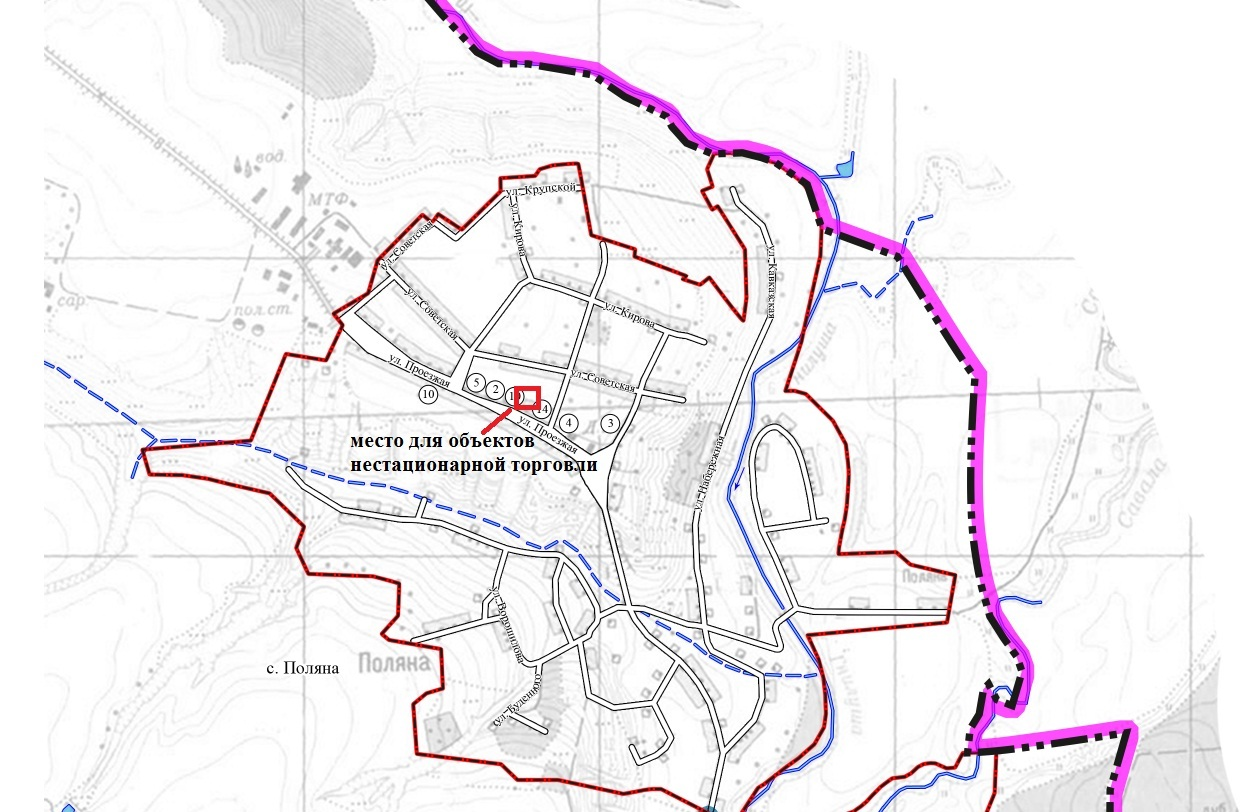 вод.
МТФ
ул. Крупской
ул. Кирова
ул. Советская
ул. Кавказская
сар.
пол.ст.
ул. Советская
ул. Кирова
ул. Проезжая
ул. Советская
5
2
10
14
4
3
ул. Проезжая
место для объектов
нестационарной торговли
ул. Набережная
Поляна
ул. Ворошилова
с. Поляна
Поляна
ул. Буденного